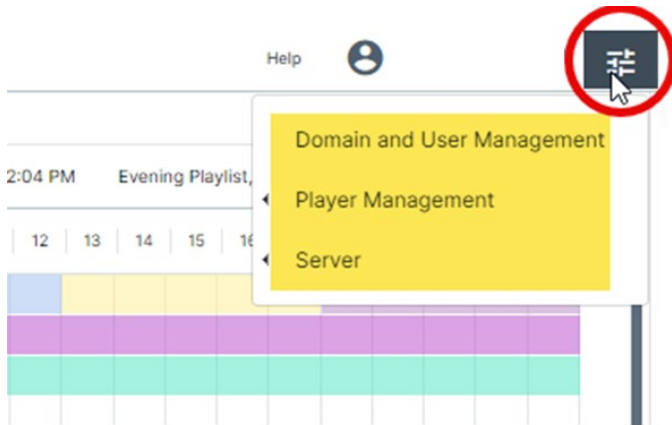 Help
Domain and User Management
2:04 PM Evening Playlist,
Player Management
12 13 14 15 16
Server